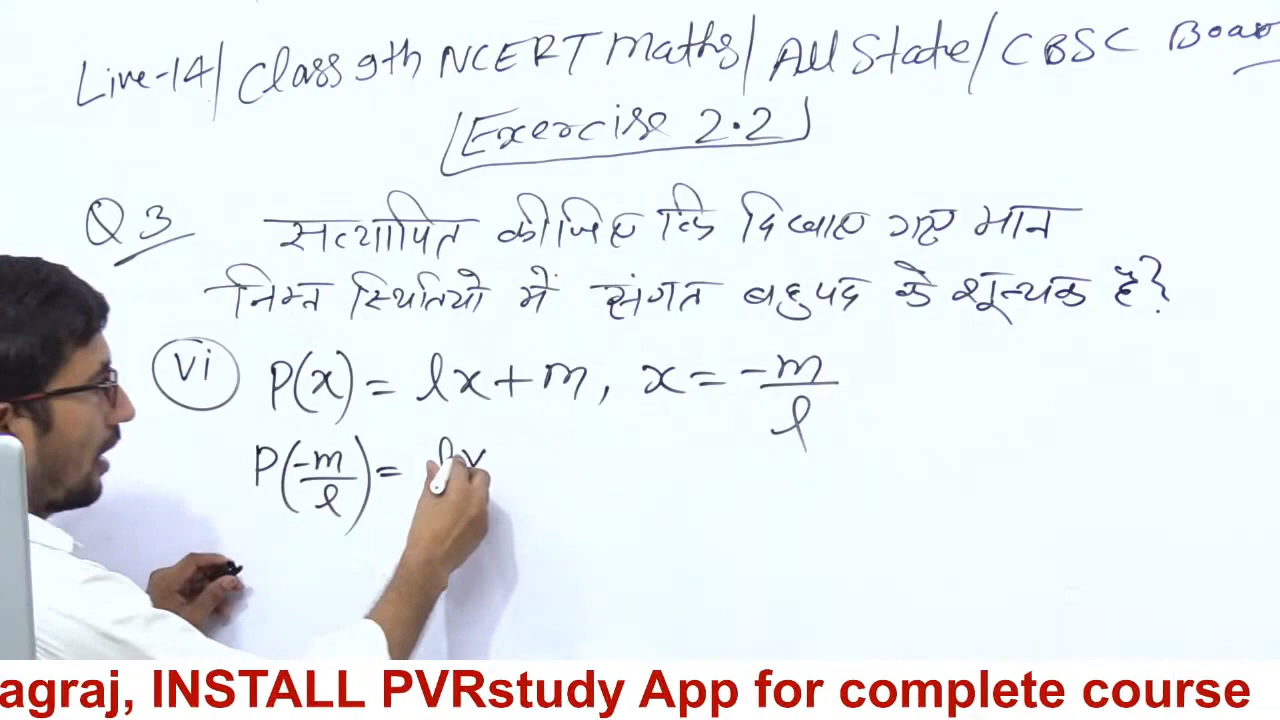 Live-14/ Class 9th NCERT Maths/ All State/ CBSC Boar
Exercise 2.2
Q 3 सत्यापित कीजिए कि दिखाए गए मान
निम्न स्थितियो में संगत बहुपद के शून्यक है?
vi P(x) = lx + m, x = -m/l
P(-m/l) = lx
agraj, INSTALL PVRstudy App for complete course